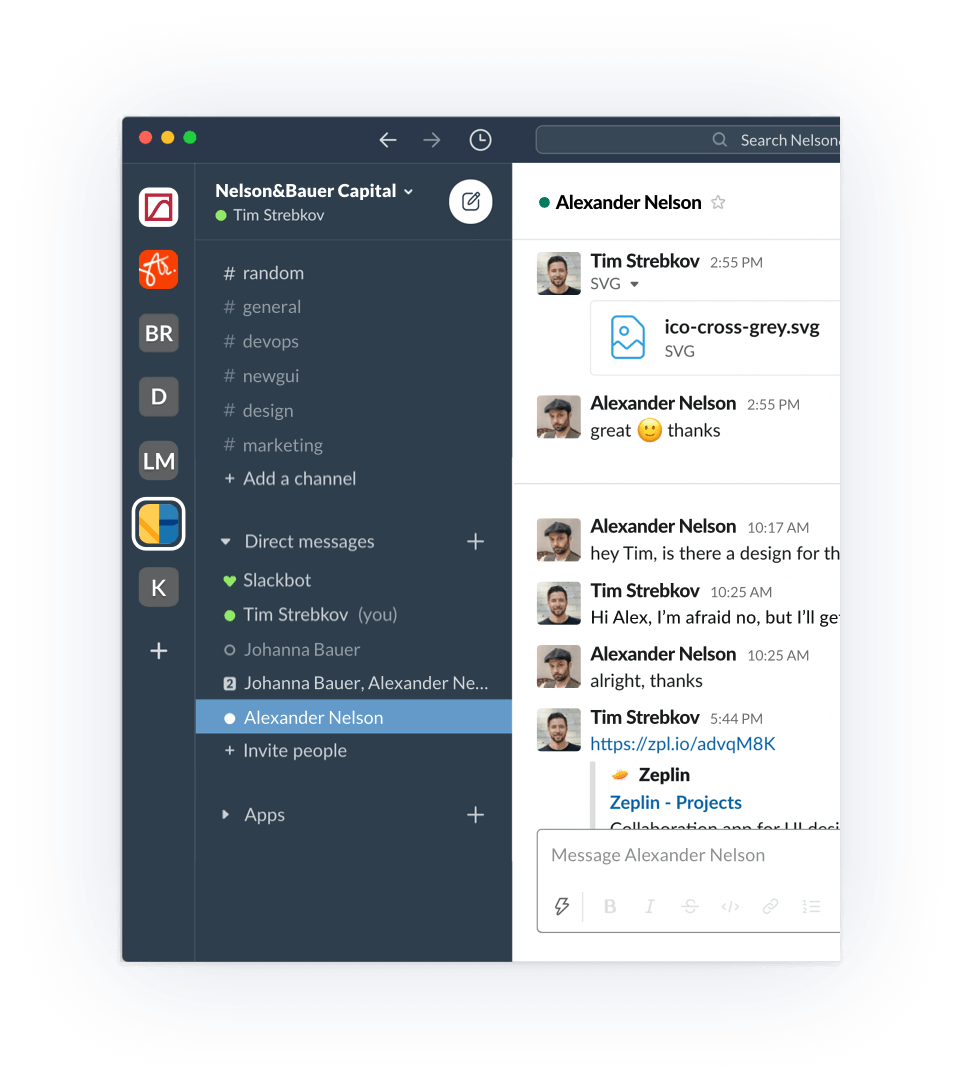 Search Nelson
Nelson&Bauer Capital
Tim Strebkov
BR
D
LM
K
+
# random
# general
# devops
# newgui
# design
# marketing
+ Add a channel
Direct messages +
Slackbot
Tim Strebkov (you)
Johanna Bauer
2 Johanna Bauer, Alexander Ne...
Alexander Nelson
+ Invite people
Apps +
Alexander Nelson
Tim Strebkov 2:55 PM
SVG
ico-cross-grey.svg
SVG
Alexander Nelson 2:55 PM
great 🙂 thanks
Alexander Nelson 10:17 AM
hey Tim, is there a design for th
Tim Strebkov 10:25 AM
Hi Alex, I’m afraid no, but I’ll ge
Alexander Nelson 10:25 AM
alright, thanks
Tim Strebkov 5:44 PM
https://zpl.io/advqM8K
Zeplin
Zeplin - Projects
Collaboration app for UI desi
Message Alexander Nelson
B I S </>